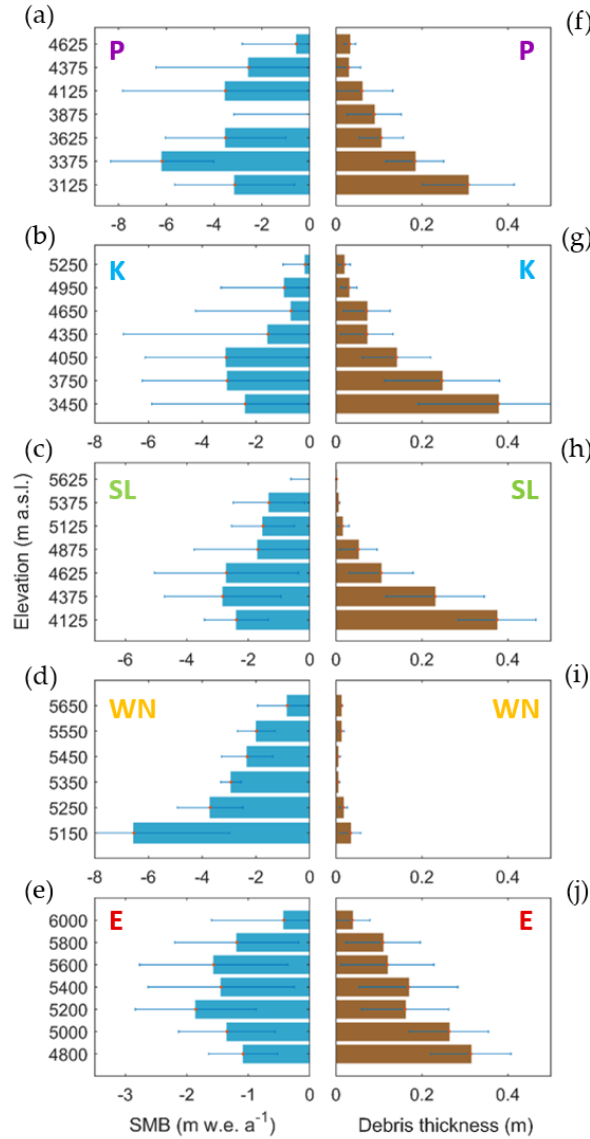 (a) (f)
P P
4625
4375
4125
3875
3625
3375
3125
-8 -6 -4 -2 0 0 0.2 0.4
(b) (g)
K K
5250
4950
4650
4350
4050
3750
3450
-8 -6 -4 -2 0 0 0.2 0.4
(c) (h)
SL SL
5625
5375
5125
4875
4625
4375
4125
-6 -4 -2 0 0 0.2 0.4
Elevation (m a.s.l.)
(d) (i)
WN WN
5650
5550
5450
5350
5250
5150
-8 -6 -4 -2 0 0 0.2 0.4
(e) (j)
E E
6000
5800
5600
5400
5200
5000
4800
-3 -2 -1 0 0 0.2 0.4
SMB (m w.e. a⁻¹) Debris thickness (m)